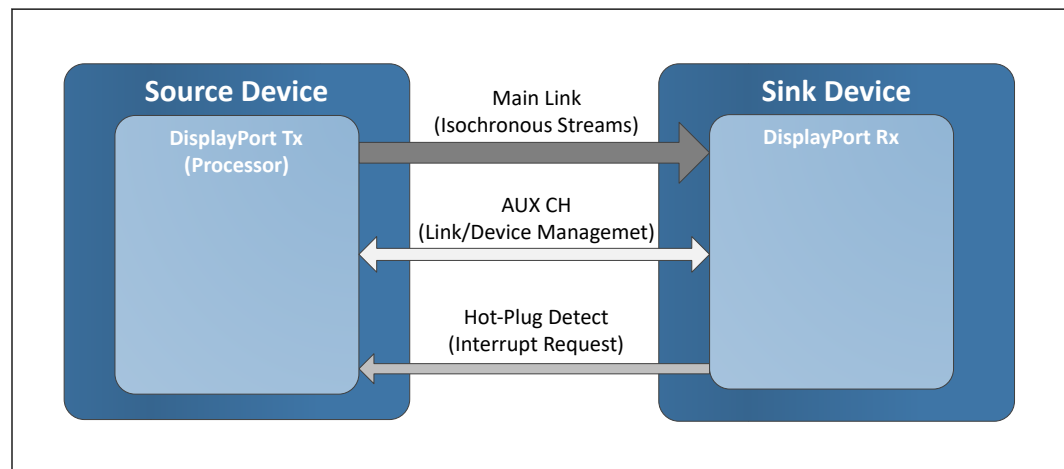 Source Device
DisplayPort Tx
(Processor)
Main Link
(Isochronous Streams)
AUX CH
(Link/Device Managemet)
Hot-Plug Detect
(Interrupt Request)
Sink Device
DisplayPort Rx